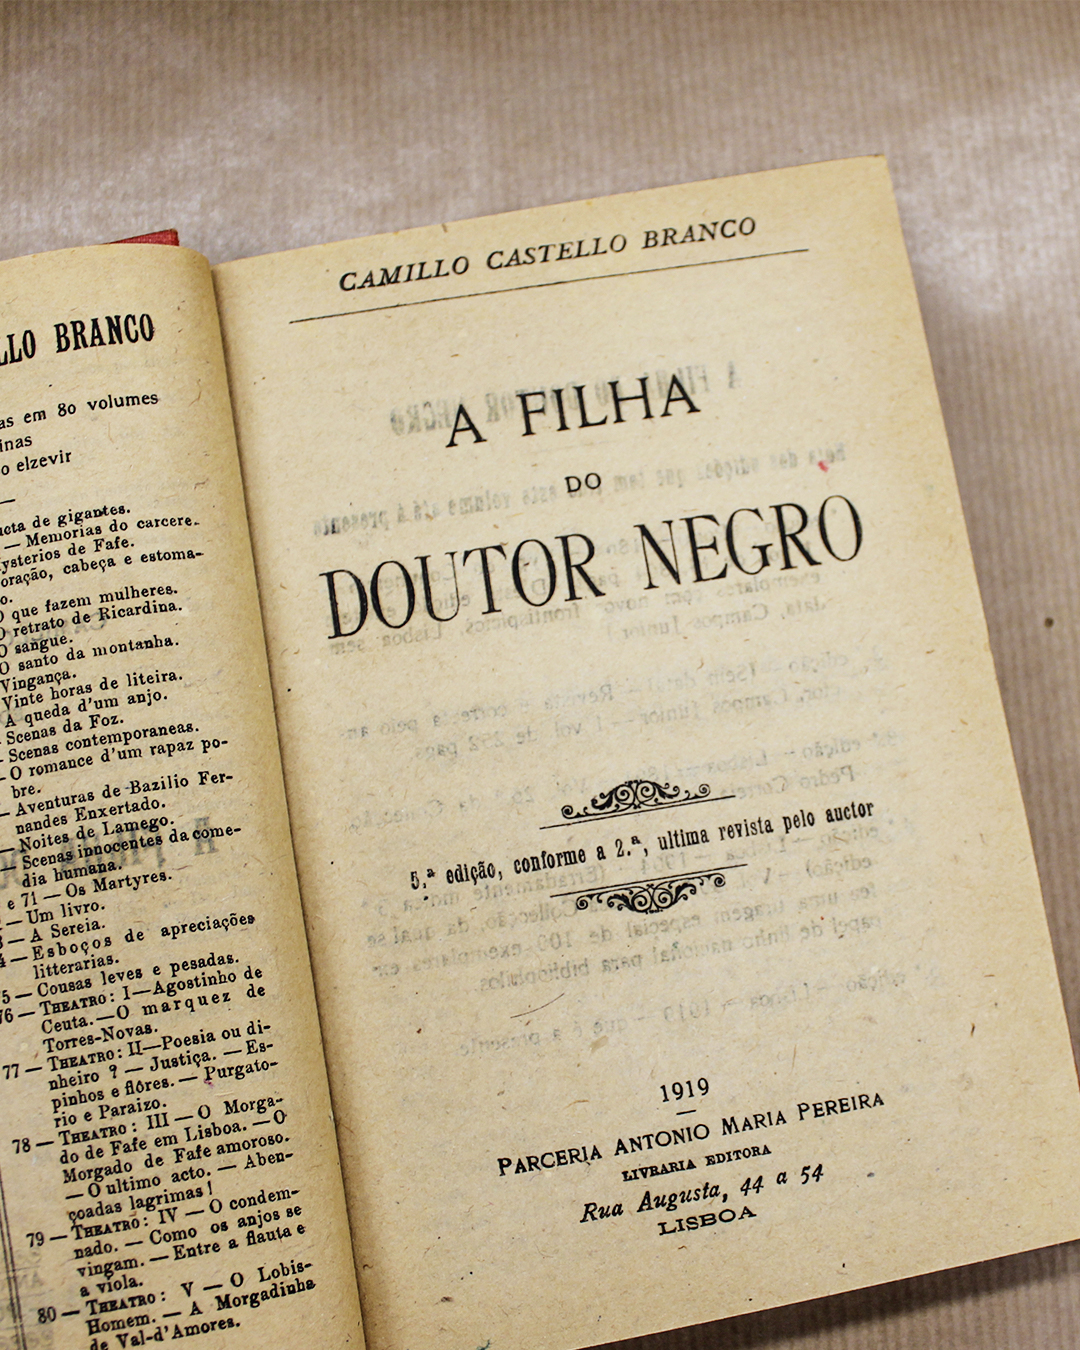 LLO BRANCO
as em 80 volumes
inas
o elzevir
ucta de gigantes.
— Memorias do carcere.
ysterios de Fafe.
oração, cabeça e estoma-
o.
O que fazem mulheres.
O retrato de Ricardina.
O sangue.
O santo da montanha.
Vingança.
Vinte horas de liteira.
A queda d'um anjo.
Scenas da Foz.
— Scenas contemporaneas.
— O romance d'um rapaz po-
bre.
— Aventuras de Bazilio Fer-
nandes Enxertado.
— Noites de Lamego.
— Scenas innocentes da come-
dia humana.
e 71 — Os Martyres.
— Um livro.
3 — A Sereia.
4 — Esboços de apreciações
litterarias.
75 — Cousas leves e pesadas.
76 — THEATRO: I — Agostinho de
Ceuta. — O marquez de
Torres-Novas.
77 — THEATRO: II — Poesia ou di-
nheiro? — Justiça. — Es-
pinhos e flôres. — Purgato-
rio e Paraizo.
78 — THEATRO: III — O Morga-
do de Fafe em Lisboa. — O
Morgado de Fafe amoroso.
— O ultimo acto. — Aben-
çoadas lagrimas!
79 — THEATRO: IV — O condem-
nado. — Como os anjos se
vingam. — Entre a flauta e
a viola.
80 — THEATRO: V — O Lobis-
Homem. — A Morgadinha
de Val-d'Amores.
CAMILLO CASTELLO BRANCO
A FILHA
DO
DOUTOR NEGRO
5.ª edição, conforme a 2.ª, ultima revista pelo auctor
1919
PARCERIA ANTONIO MARIA PEREIRA
LIVRARIA EDITORA
Rua Augusta, 44 a 54
LISBOA